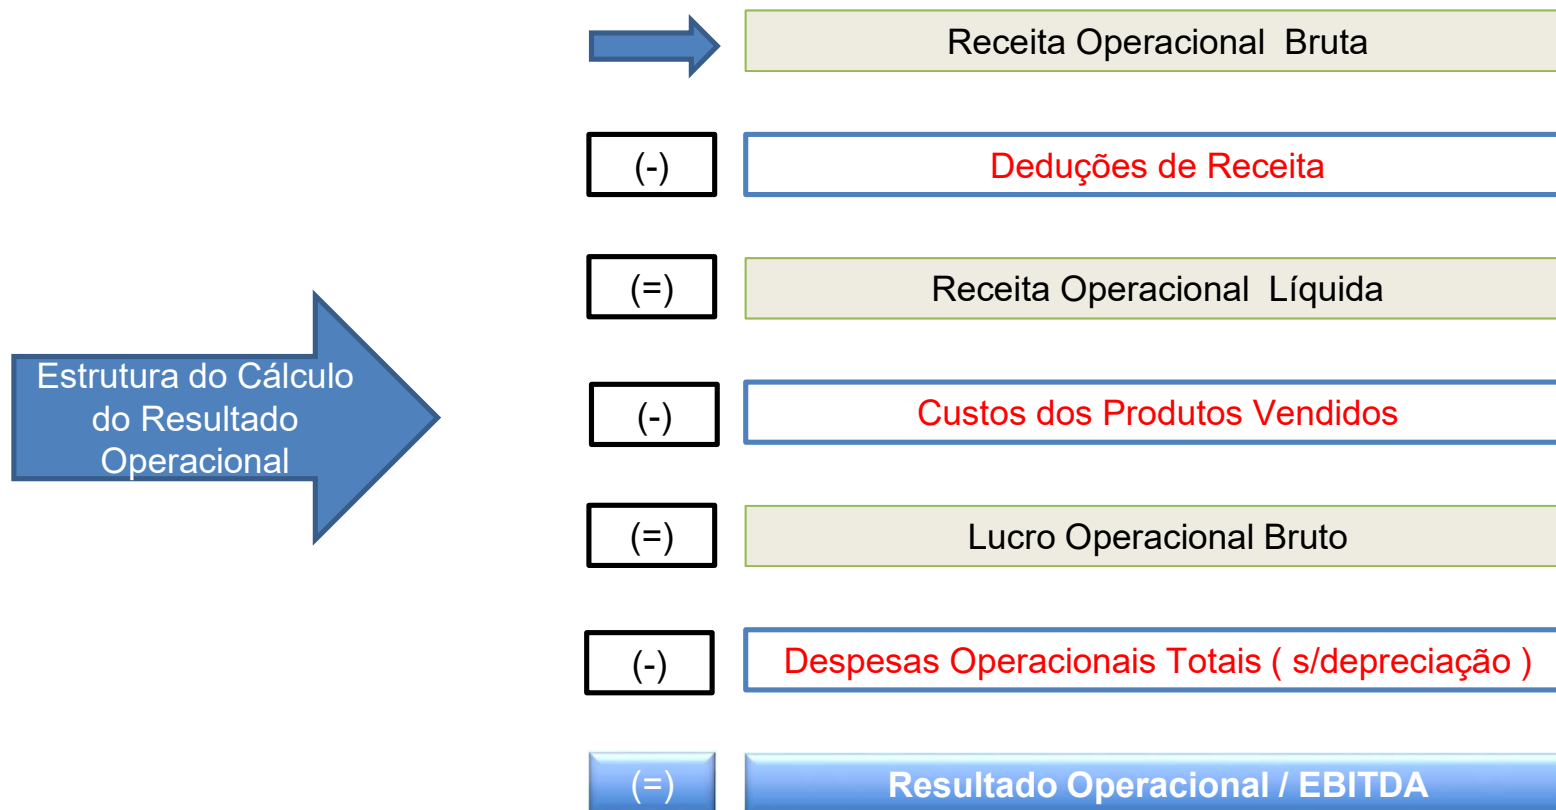 Receita Operacional  Bruta
(-) Deduções de Receita
(=) Receita Operacional  Líquida
Estrutura do Cálculo
do Resultado
Operacional
(-) Custos dos Produtos Vendidos
(=) Lucro Operacional Bruto
(-) Despesas Operacionais Totais ( s/depreciação )
(=) Resultado Operacional / EBITDA